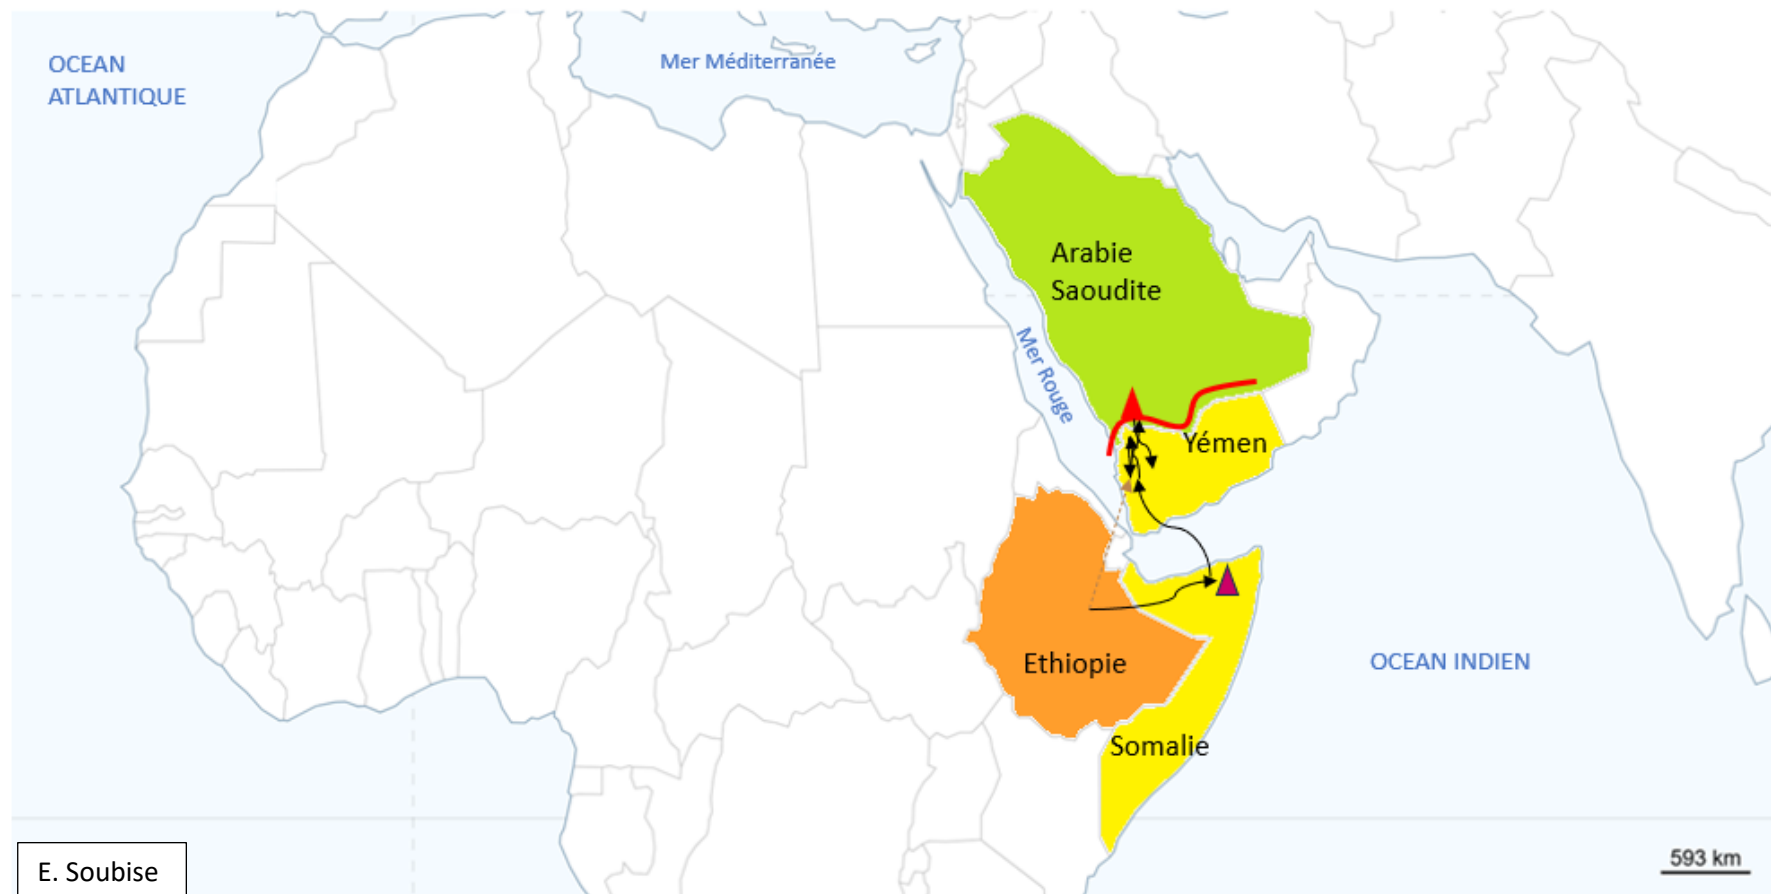 OCEAN
ATLANTIQUE
Mer Méditerranée
Arabie
Saoudite
Mer Rouge
Yémen
Ethiopie
OCEAN INDIEN
Somalie
593 km
E. Soubise